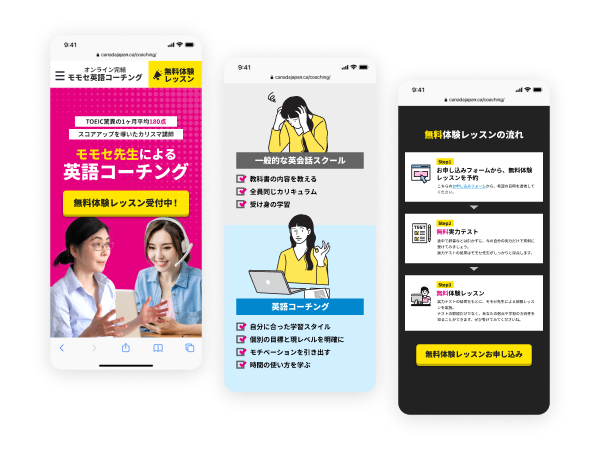 9:41
canadajapan.ca/coaching/
オンライン完結
モモセ英語コーチング
無料体験
レッスン
TOEIC驚異の1ヶ月平均180点
スコアアップを導いたカリスマ講師
モモセ先生による
英語コーチング
無料体験レッスン受付中！
9:41
canadajapan.ca/coaching/
一般的な英会話スクール
教科書の内容を教える
全員同じカリキュラム
受け身の学習
英語コーチング
自分に合った学習スタイル
個別の目標と現レベルを明確に
モチベーションを引き出す
時間の使い方を学ぶ
9:41
canadajapan.ca/coaching/
無料体験レッスンの流れ
Step1
お申し込みフォームから、無料体験
レッスンを予約
こちらのお申し込みフォームから、希望の日時を選択して
ください。
Step2
TEST
無料実力テスト
Step3
無料体験レッスン
無料体験レッスンお申し込み